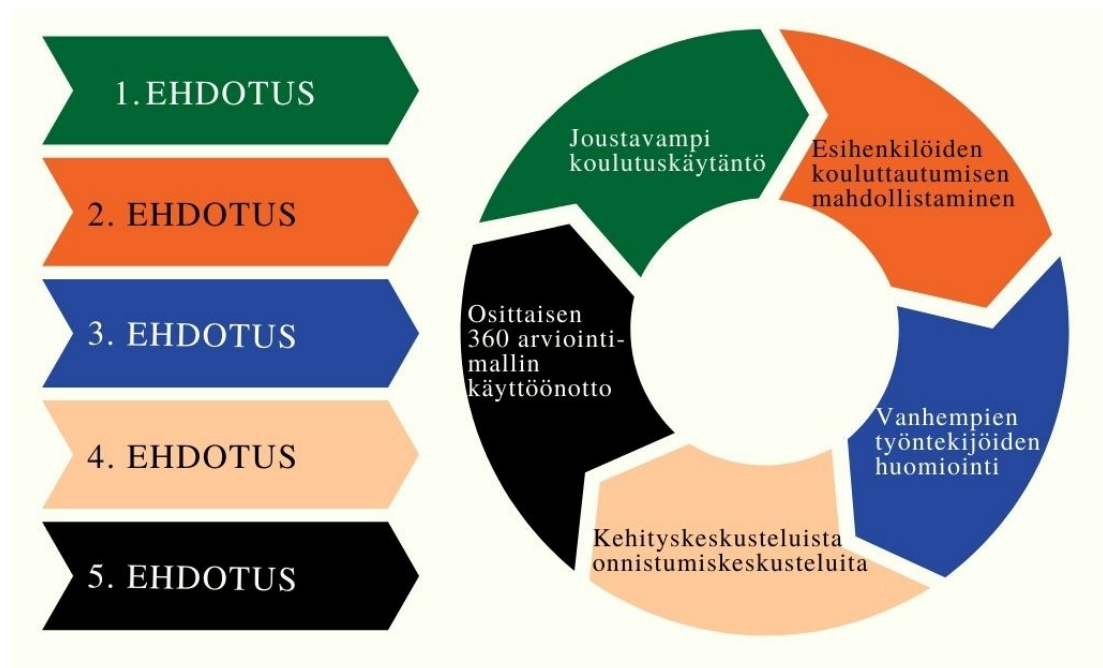 1.EHDOTUS
2. EHDOTUS
3. EHDOTUS
4. EHDOTUS
5. EHDOTUS
Joustavampi
koulutuskäytäntö
Esihenkilöiden
kouluttautumisen
mahdollistaminen
Vanhempien
työntekijöiden
huomiointi
Kehityskeskusteluista
onnistumiskeskusteluita
Osittaisen
360 arviointi-
mallin
käyttöönotto